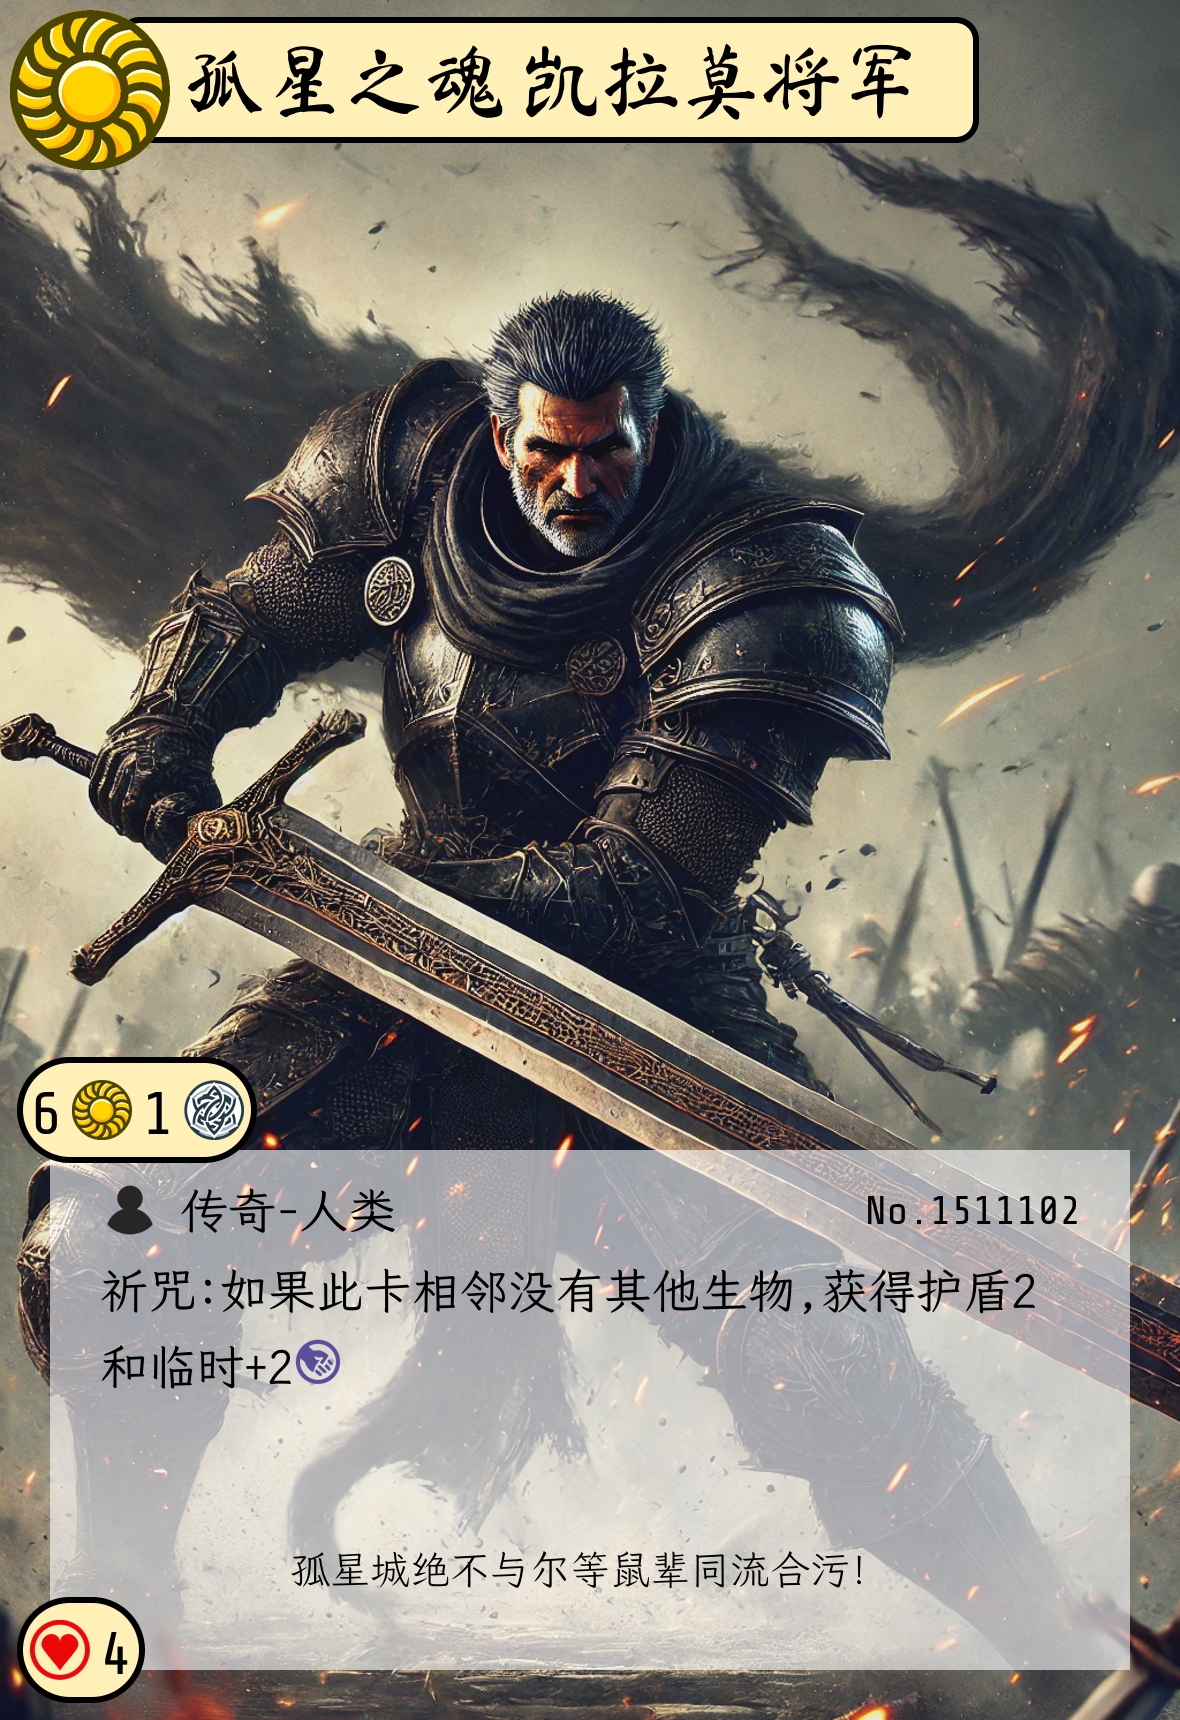 孤星之魂 凯拉莫将军
6 1
传奇-人类 No.1511102
祈咒:如果此卡相邻没有其他生物,获得护盾2
和临时+2
孤星城绝不与尔等鼠辈同流合污!
4